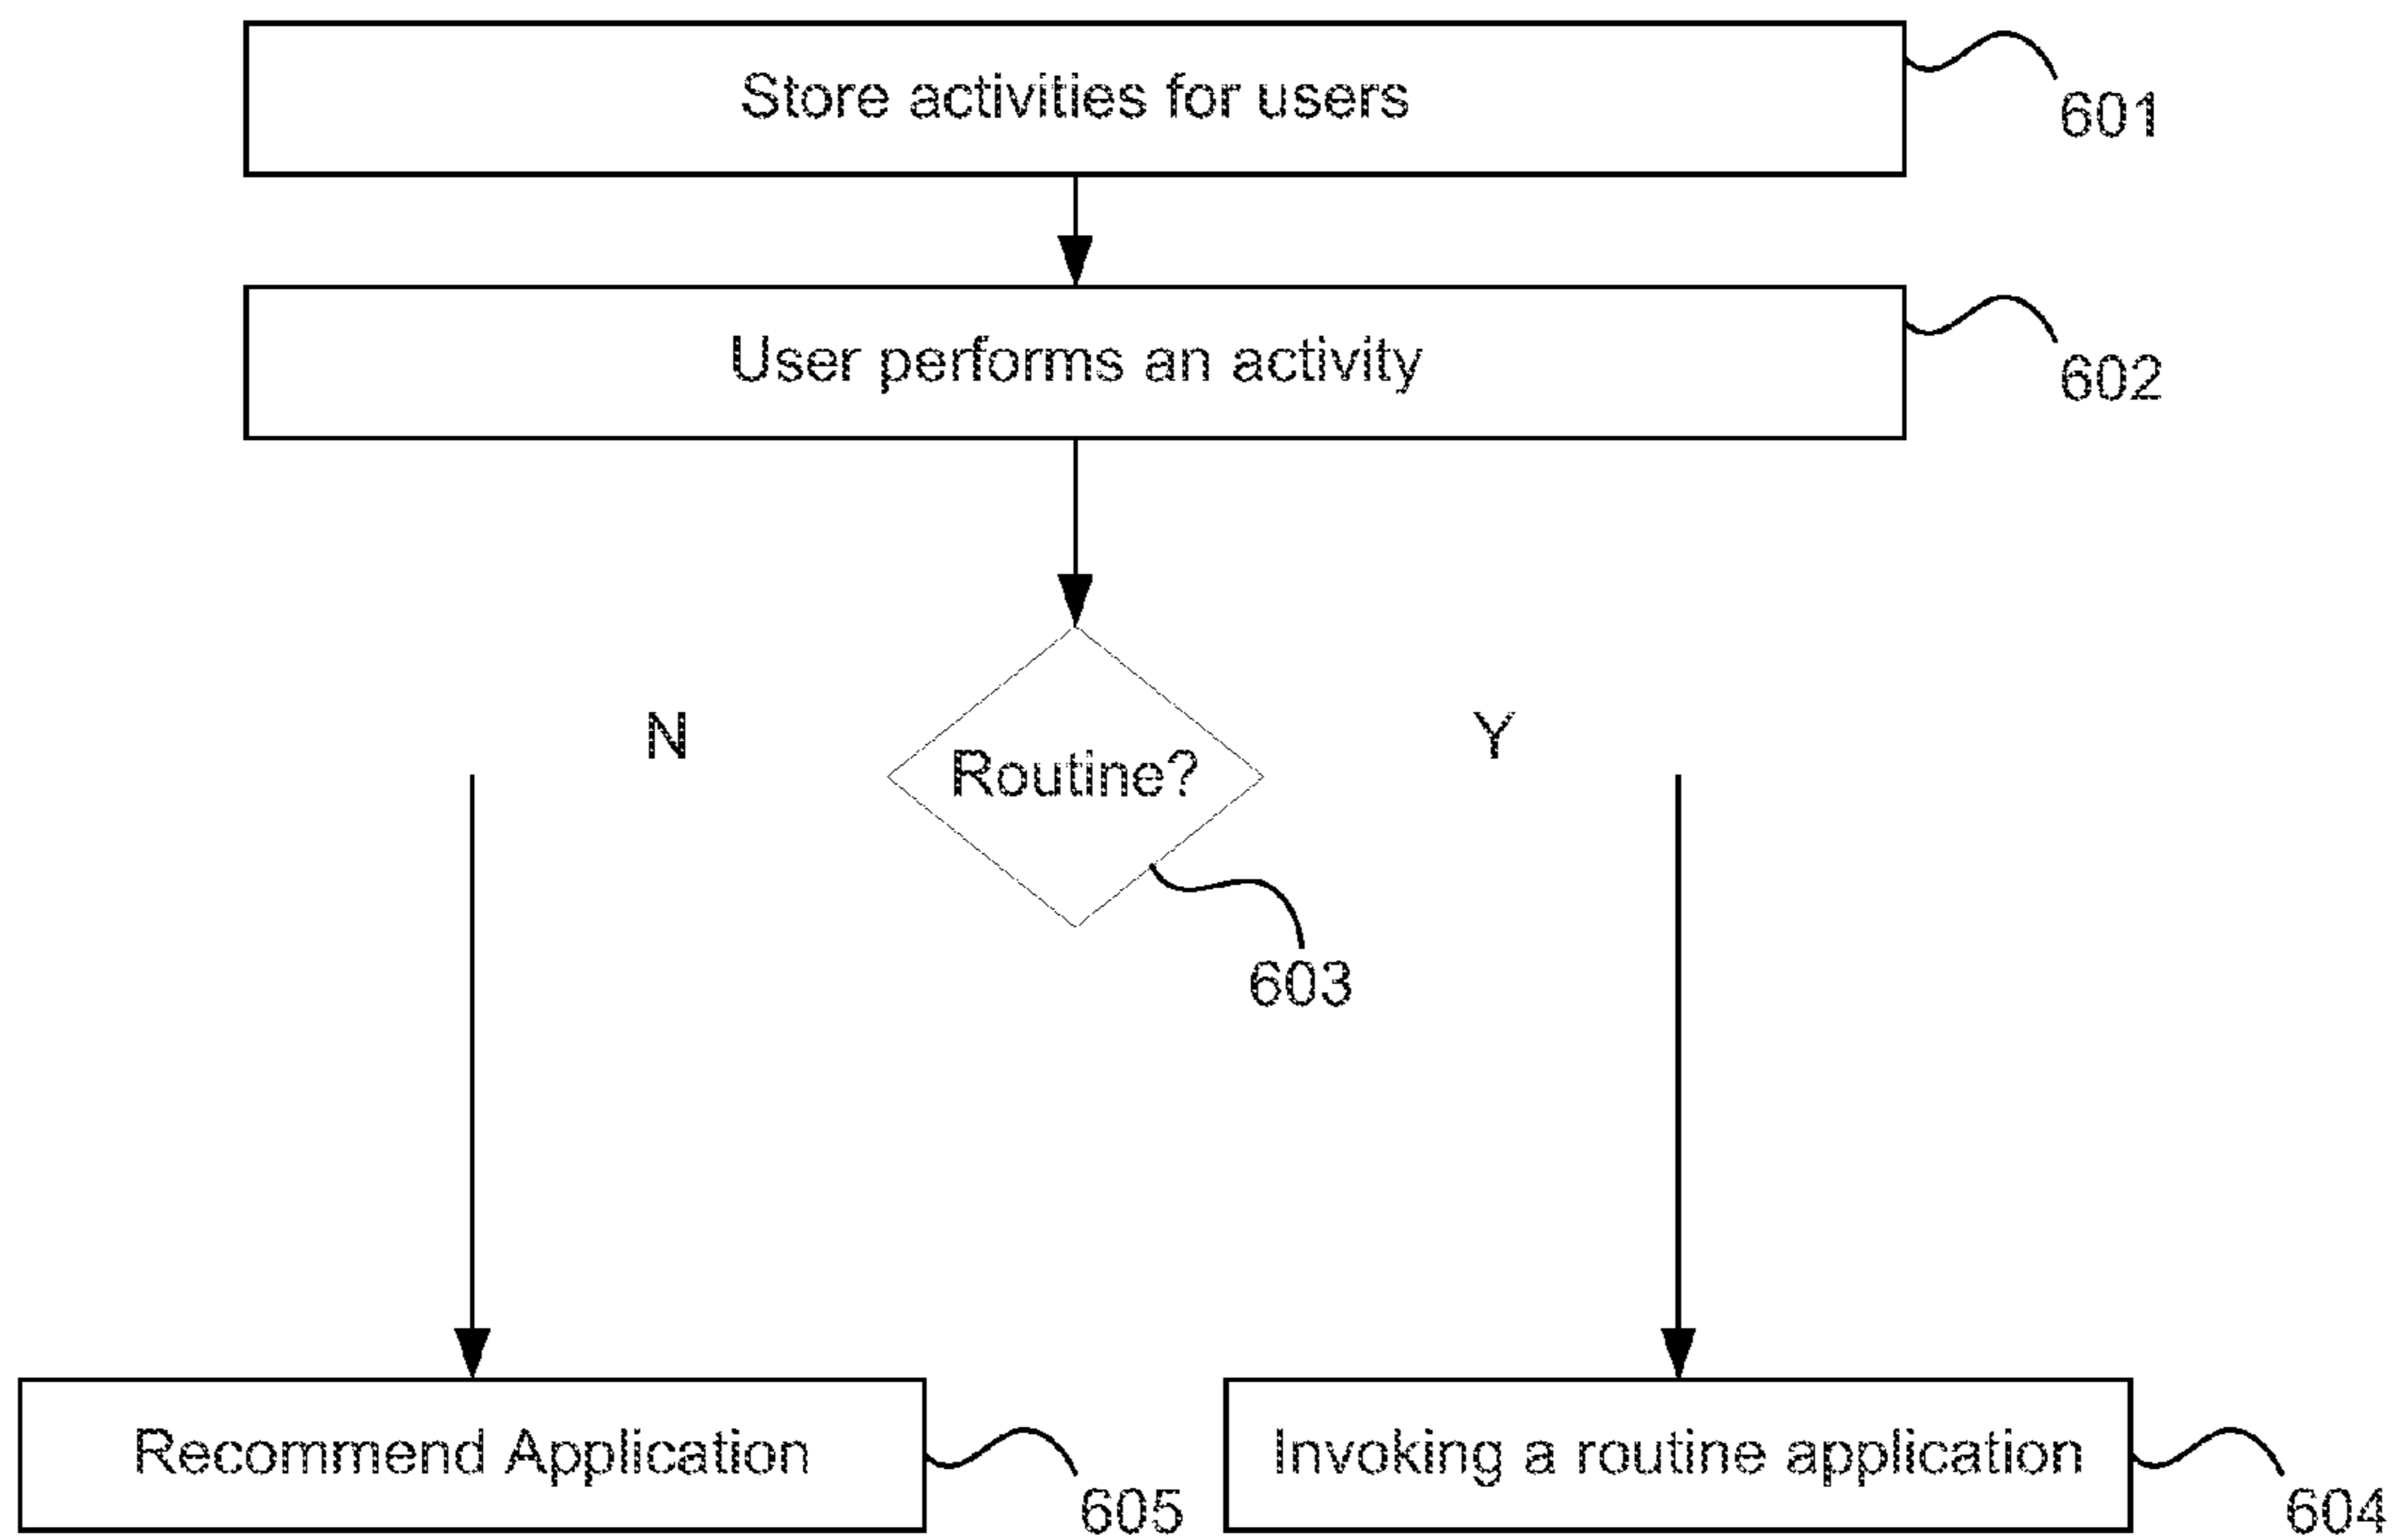 Store activities for users
601
User performs an activity
602
N
Y
Routine?
603
Recommend Application
605
Invoking a routine application
604